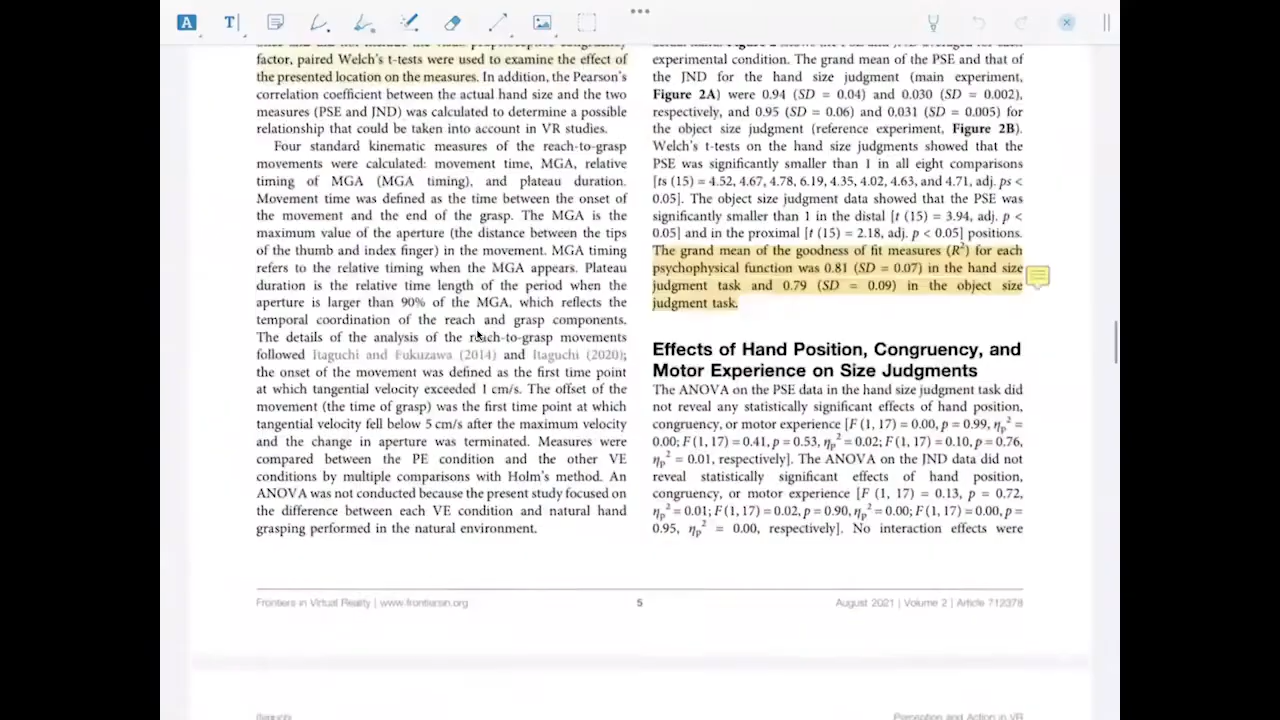 A
T
factor, paired Welch's t-tests were used to examine the effect of
the presented location on the measures. In addition, the Pearson's
correlation coefficient between the actual hand size and the two
measures (PSE and JND) was calculated to determine a possible
relationship that could be taken into account in VR studies.
Four standard kinematic measures of the reach-to-grasp
movements were calculated: movement time, MGA, relative
timing of MGA (MGA timing), and plateau duration.
Movement time was defined as the time between the onset of
the movement and the end of the grasp. The MGA is the
maximum value of the aperture (the distance between the tips
of the thumb and index finger) in the movement. MGA timing
refers to the relative timing when the MGA appears. Plateau
duration is the relative time length of the period when the
aperture is larger than 90% of the MGA, which reflects the
temporal coordination of the reach and grasp components.
The details of the analysis of the reach-to-grasp movements
followed Itaguchi and Fukuzawa (2014) and Itaguchi (2020);
the onset of the movement was defined as the first time point
at which tangential velocity exceeded 1 cm/s. The offset of the
movement (the time of grasp) was the first time point at which
tangential velocity fell below 5 cm/s after the maximum velocity
and the change in aperture was terminated. Measures were
compared between the PE condition and the other VE
conditions by multiple comparisons with Holm's method. An
ANOVA was not conducted because the present study focused on
the difference between each VE condition and natural hand
grasping performed in the natural environment.
experimental condition. The grand mean of the PSE and that of
the JND for the hand size judgment (main experiment,
Figure 2A) were 0.94 (SD = 0.04) and 0.030 (SD = 0.002),
respectively, and 0.95 (SD = 0.06) and 0.031 (SD = 0.005) for
the object size judgment (reference experiment, Figure 2B).
Welch's t-tests on the hand size judgments showed that the
PSE was significantly smaller than 1 in all eight comparisons
[ts (15) = 4.52, 4.67, 4.78, 6.19, 4.35, 4.02, 4.63, and 4.71, adj. ps <
0.05]. The object size judgment data showed that the PSE was
significantly smaller than 1 in the distal [t (15) = 3.94, adj. p <
0.05] and in the proximal [t (15) = 2.18, adj. p < 0.05] positions.
The grand mean of the goodness of fit measures (R²) for each
psychophysical function was 0.81 (SD = 0.07) in the hand size
judgment task and 0.79 (SD = 0.09) in the object size
judgment task.
Effects of Hand Position, Congruency, and
Motor Experience on Size Judgments
The ANOVA on the PSE data in the hand size judgment task did
not reveal any statistically significant effects of hand position,
congruency, or motor experience [F (1, 17) = 0.00, p = 0.99, ηp² =
0.00; F (1, 17) = 0.41, p = 0.53, ηp² = 0.02; F (1, 17) = 0.10, p = 0.76,
ηp² = 0.01, respectively]. The ANOVA on the JND data did not
reveal statistically significant effects of hand position,
congruency, or motor experience [F (1, 17) = 0.13, p = 0.72,
ηp² = 0.01; F (1, 17) = 0.02, p = 0.90, ηp² = 0.00; F (1, 17) = 0.00, p =
0.95, ηp² = 0.00, respectively]. No interaction effects were
Frontiers in Virtual Reality | www.frontiersin.org
5
August 2021 | Volume 2 | Article 712378
Itaguchi
Perception and Action in VR